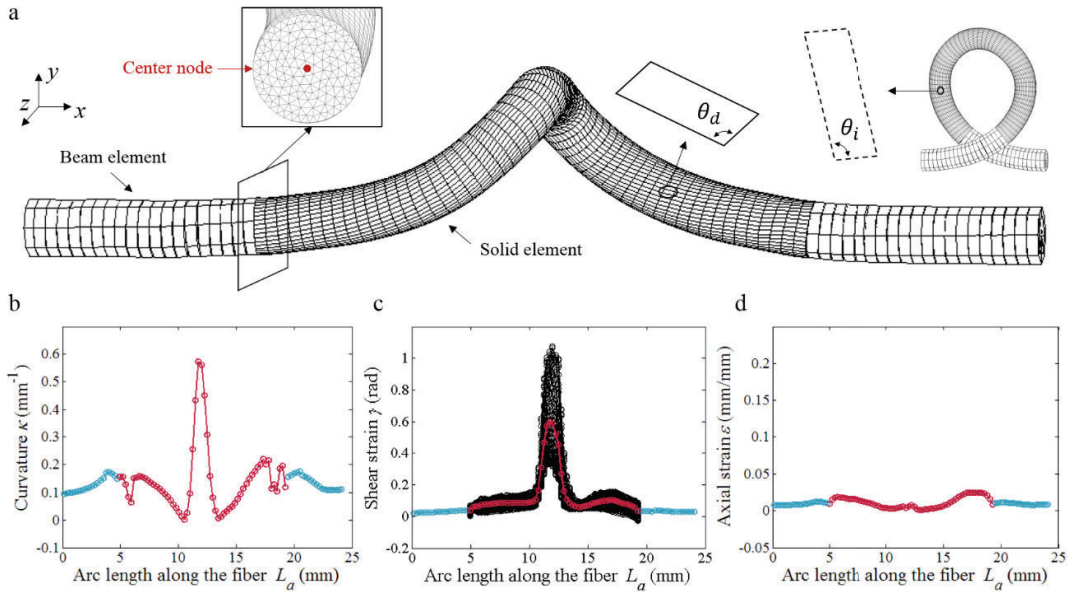 a
Center node
y
z
x
θd
θi
Beam element
Solid element
b
c
d
Curvature κ (mm⁻¹)
0.6
0.5
0.4
0.3
0.2
0.1
0
-0.1
0 5 10 15 20 25
Arc length along the fiber La (mm)
Shear strain γ (rad)
1
0.8
0.6
0.4
0.2
0
-0.2
0 5 10 15 20 25
Arc length along the fiber La (mm)
Axial strain ε (mm/mm)
0.2
0.15
0.1
0.05
0
-0.05
0 5 10 15 20 25
Arc length along the fiber La (mm)